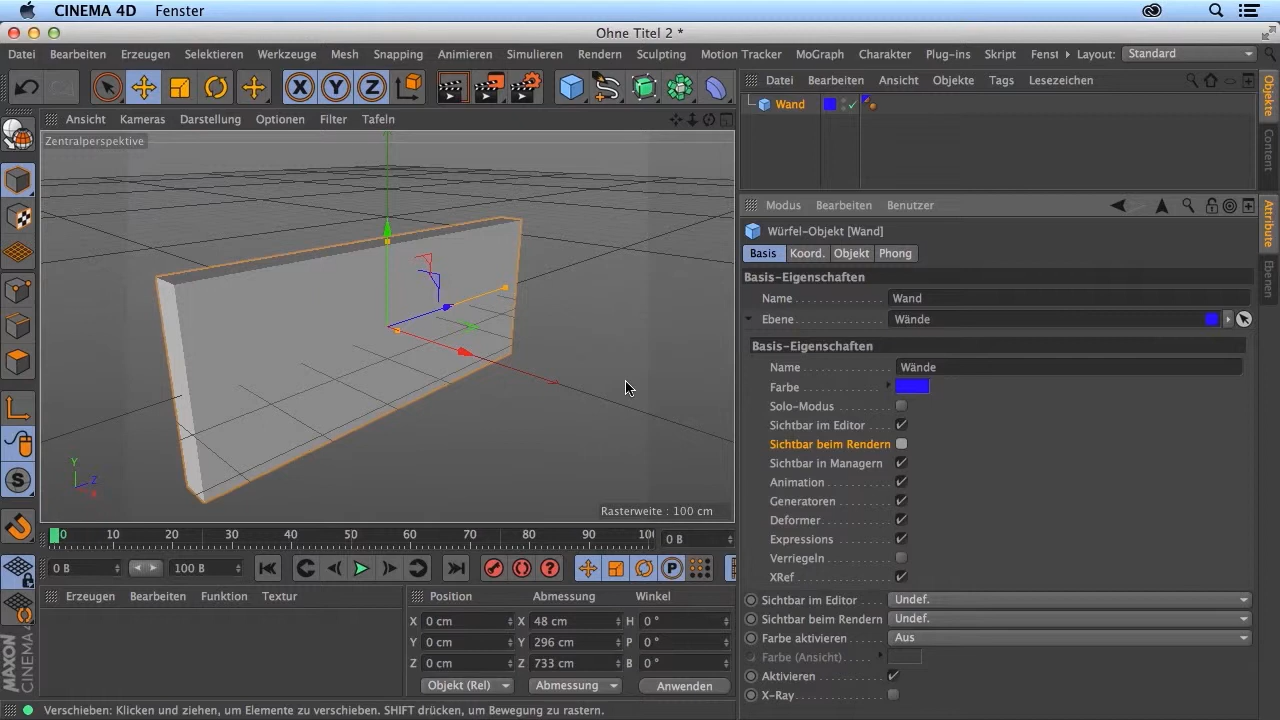 CINEMA 4D Fenster
Ohne Titel 2 *
Datei Bearbeiten Erzeugen Selektieren Werkzeuge Mesh Snapping Animieren Simulieren Rendern Sculpting Motion Tracker MoGraph Charakter Plug-ins Skript Fenst Layout: Standard
X Y Z
Datei Bearbeiten Ansicht Objekte Tags Lesezeichen
Wand
Objekte
Content
Ansicht Kameras Darstellung Optionen Filter Tafeln
Zentralperspektive
Y
Z
X
Rasterweite : 100 cm
Modus Bearbeiten Benutzer
Attribute
Ebenen
Würfel-Objekt [Wand]
Basis Koord. Objekt Phong
Basis-Eigenschaften
Name Wand
Ebene Wände
Basis-Eigenschaften
Name Wände
Farbe
Solo-Modus
Sichtbar im Editor
Sichtbar beim Rendern
Sichtbar in Managern
Animation
Generatoren
Deformer
Expressions
Verriegeln
XRef
Sichtbar im Editor Undef.
Sichtbar beim Rendern Undef.
Farbe aktivieren Aus
Farbe (Ansicht)
Aktivieren
X-Ray
S
0 10 20 30 40 50 60 70 80 90 10 0 B
0 B 100 B P
Erzeugen Bearbeiten Funktion Textur
Position Abmessung Winkel
X 0 cm X 48 cm H 0 °
Y 0 cm Y 296 cm P 0 °
Z 0 cm Z 733 cm B 0 °
Objekt (Rel) Abmessung Anwenden
MAXON
CINEMA 4D
Verschieben: Klicken und ziehen, um Elemente zu verschieben. SHIFT drücken, um Bewegung zu rastern.